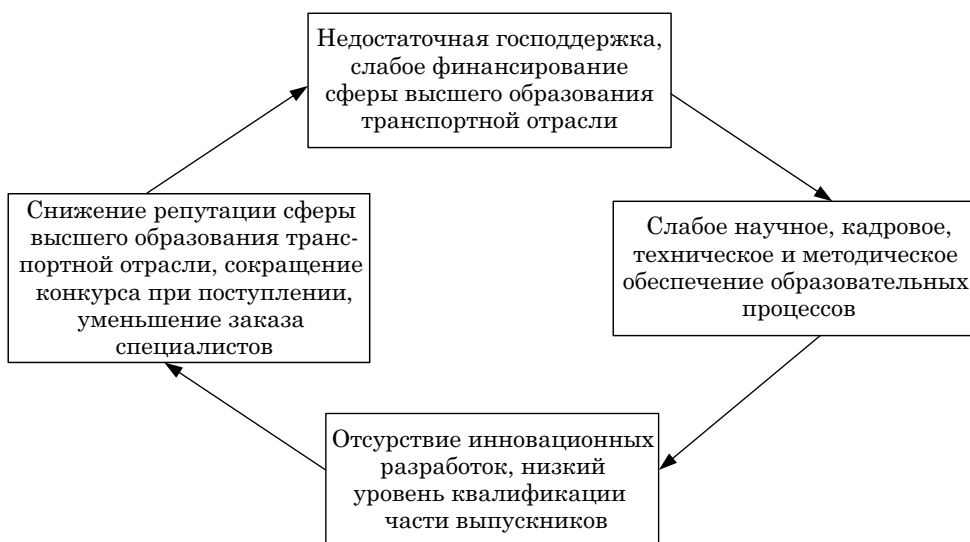 Недостаточная господдержка,
слабое финансирование
сферы высшего образования
транспортной отрасли
Слабое научное, кадровое,
техническое и методическое
обеспечение образовательных
процессов
Отсурствие инновационных
разработок, низкий
уровень квалификации
части выпускников
Снижение репутации сферы
высшего образования транс-
портной отрасли, сокращение
конкурса при поступлении,
уменьшение заказа
специалистов